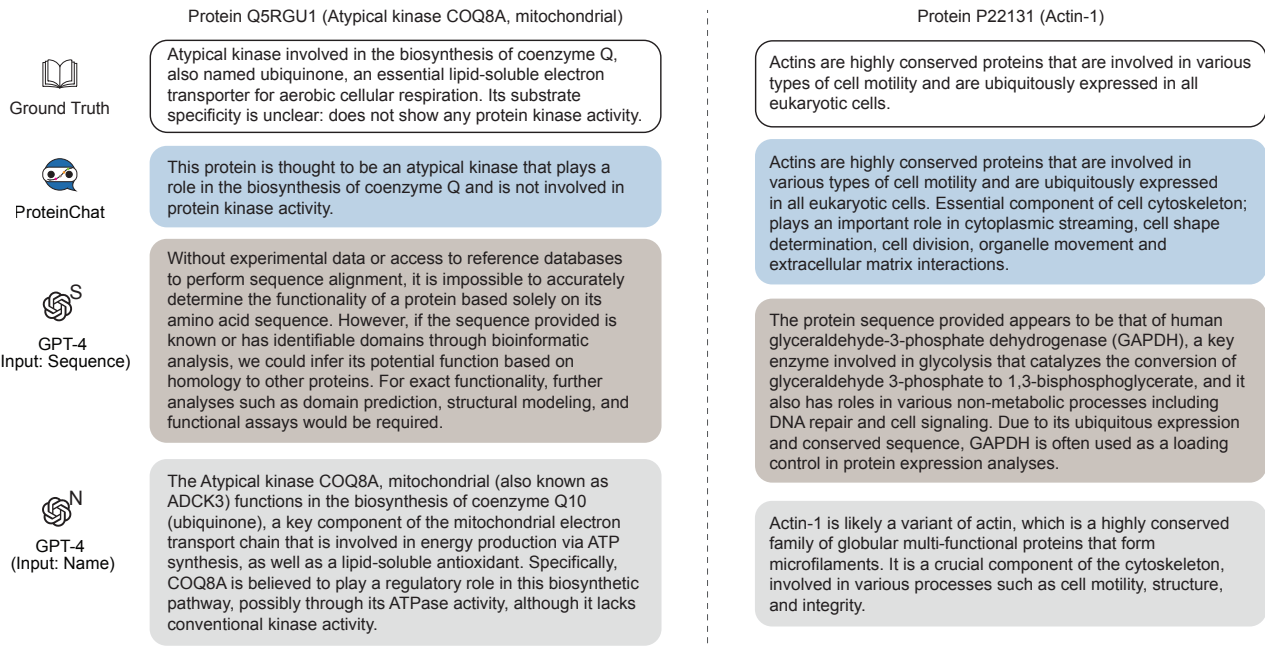 Protein Q5RGU1 (Atypical kinase COQ8A, mitochondrial)
Ground Truth
Atypical kinase involved in the biosynthesis of coenzyme Q,
also named ubiquinone, an essential lipid-soluble electron
transporter for aerobic cellular respiration. Its substrate
specificity is unclear: does not show any protein kinase activity.
ProteinChat
This protein is thought to be an atypical kinase that plays a
role in the biosynthesis of coenzyme Q and is not involved in
protein kinase activity.
S
GPT-4
(Input: Sequence)
Without experimental data or access to reference databases
to perform sequence alignment, it is impossible to accurately
determine the functionality of a protein based solely on its
amino acid sequence. However, if the sequence provided is
known or has identifiable domains through bioinformatic
analysis, we could infer its potential function based on
homology to other proteins. For exact functionality, further
analyses such as domain prediction, structural modeling, and
functional assays would be required.
N
GPT-4
(Input: Name)
The Atypical kinase COQ8A, mitochondrial (also known as
ADCK3) functions in the biosynthesis of coenzyme Q10
(ubiquinone), a key component of the mitochondrial electron
transport chain that is involved in energy production via ATP
synthesis, as well as a lipid-soluble antioxidant. Specifically,
COQ8A is believed to play a regulatory role in this biosynthetic
pathway, possibly through its ATPase activity, although it lacks
conventional kinase activity.
Protein P22131 (Actin-1)
Actins are highly conserved proteins that are involved in various
types of cell motility and are ubiquitously expressed in all
eukaryotic cells.
Actins are highly conserved proteins that are involved in
various types of cell motility and are ubiquitously expressed
in all eukaryotic cells. Essential component of cell cytoskeleton;
plays an important role in cytoplasmic streaming, cell shape
determination, cell division, organelle movement and
extracellular matrix interactions.
The protein sequence provided appears to be that of human
glyceraldehyde-3-phosphate dehydrogenase (GAPDH), a key
enzyme involved in glycolysis that catalyzes the conversion of
glyceraldehyde 3-phosphate to 1,3-bisphosphoglycerate, and it
also has roles in various non-metabolic processes including
DNA repair and cell signaling. Due to its ubiquitous expression
and conserved sequence, GAPDH is often used as a loading
control in protein expression analyses.
Actin-1 is likely a variant of actin, which is a highly conserved
family of globular multi-functional proteins that form
microfilaments. It is a crucial component of the cytoskeleton,
involved in various processes such as cell motility, structure,
and integrity.